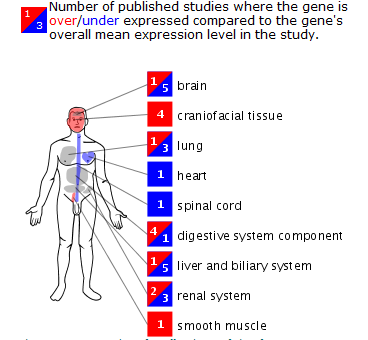 1 3 Number of published studies where the gene is
over/under expressed compared to the gene's
overall mean expression level in the study.
1 5 brain
4 craniofacial tissue
1 3 lung
1 heart
1 spinal cord
4 1 digestive system component
1 5 liver and biliary system
2 3 renal system
1 smooth muscle